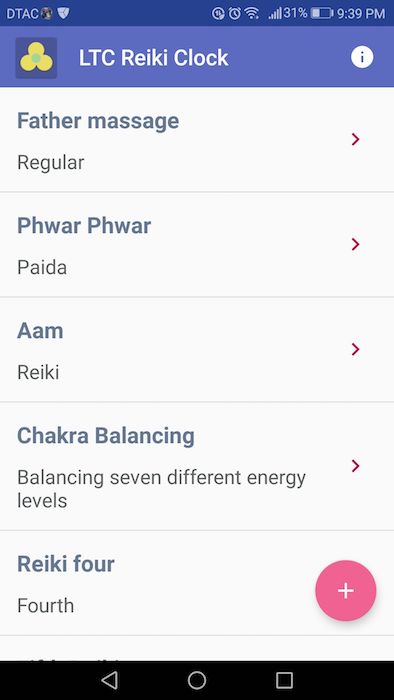 DTAC 31% 9:39 PM
LTC Reiki Clock
Father massage
Regular
Phwar Phwar
Paida
Aam
Reiki
Chakra Balancing
Balancing seven different energy
levels
Reiki four
Fourth